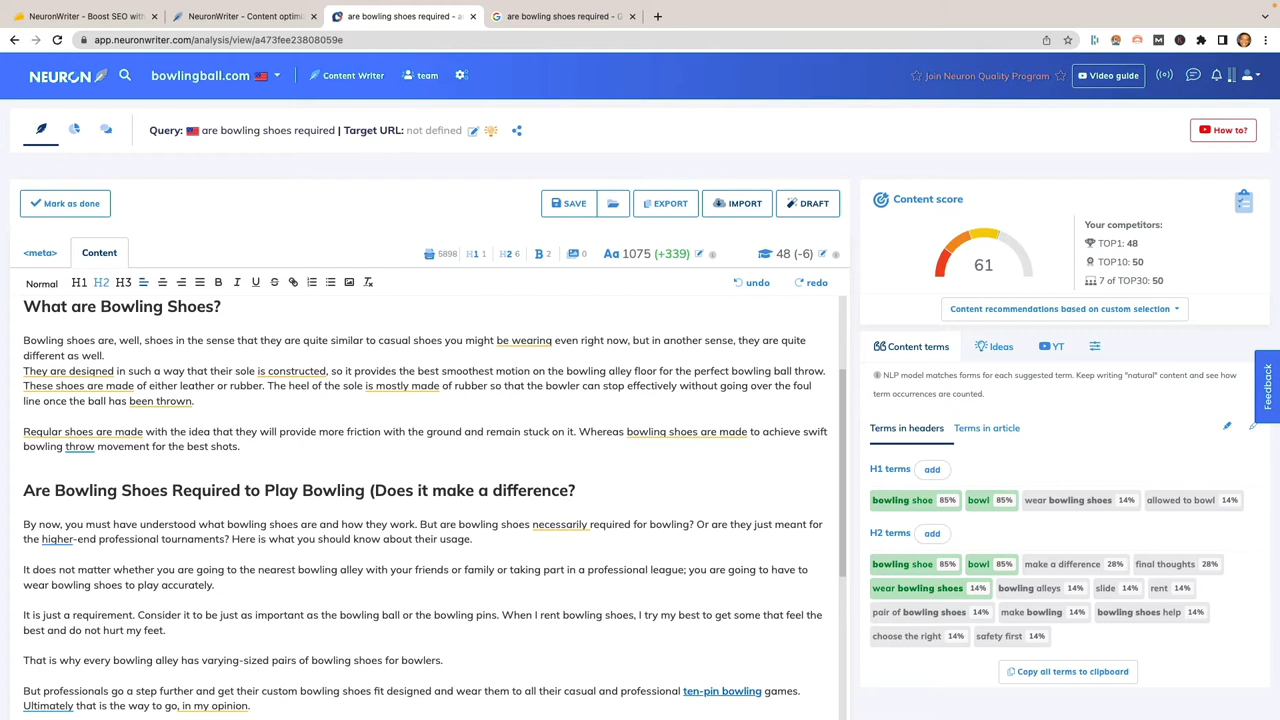 NeuronWriter - Boost SEO with
NeuronWriter - Content optimi
are bowling shoes required - a
are bowling shoes required - G
app.neuronwriter.com/analysis/view/a473fee23808059e
NEURON
bowlingball.com
Content Writer
team
Join Neuron Quality Program
Video guide
Query: are bowling shoes required | Target URL: not defined
How to?
Mark as done
SAVE
EXPORT
IMPORT
DRAFT
<meta>
Content
5898
H1 1
H2 6
B 2
0
Aa 1075 (+339)
48 (-6)
Normal
H1 H2 H3
B I U S
undo
redo
What are Bowling Shoes?
Bowling shoes are, well, shoes in the sense that they are quite similar to casual shoes you might be wearing even right now, but in another sense, they are quite
different as well.
They are designed in such a way that their sole is constructed, so it provides the best smoothest motion on the bowling alley floor for the perfect bowling ball throw.
These shoes are made of either leather or rubber. The heel of the sole is mostly made of rubber so that the bowler can stop effectively without going over the foul
line once the ball has been thrown.
Regular shoes are made with the idea that they will provide more friction with the ground and remain stuck on it. Whereas bowling shoes are made to achieve swift
bowling throw movement for the best shots.
Are Bowling Shoes Required to Play Bowling (Does it make a difference?
By now, you must have understood what bowling shoes are and how they work. But are bowling shoes necessarily required for bowling? Or are they just meant for
the higher-end professional tournaments? Here is what you should know about their usage.
It does not matter whether you are going to the nearest bowling alley with your friends or family or taking part in a professional league; you are going to have to
wear bowling shoes to play accurately.
It is just a requirement. Consider it to be just as important as the bowling ball or the bowling pins. When I rent bowling shoes, I try my best to get some that feel the
best and do not hurt my feet.
That is why every bowling alley has varying-sized pairs of bowling shoes for bowlers.
But professionals go a step further and get their custom bowling shoes fit designed and wear them to all their casual and professional ten-pin bowling games.
Ultimately that is the way to go, in my opinion.
Content score
61
Your competitors:
TOP1: 48
TOP10: 50
7 of TOP30: 50
Content recommendations based on custom selection
Content terms
Ideas
YT
NLP model matches forms for each suggested term. Keep writing "natural" content and see how
term occurrences are counted.
Terms in headers
Terms in article
H1 terms add
bowling shoe 85% bowl 85% wear bowling shoes 14% allowed to bowl 14%
H2 terms add
bowling shoe 85% bowl 85% make a difference 28% final thoughts 28%
wear bowling shoes 14% bowling alleys 14% slide 14% rent 14%
pair of bowling shoes 14% make bowling 14% bowling shoes help 14%
choose the right 14% safety first 14%
Copy all terms to clipboard
Feedback